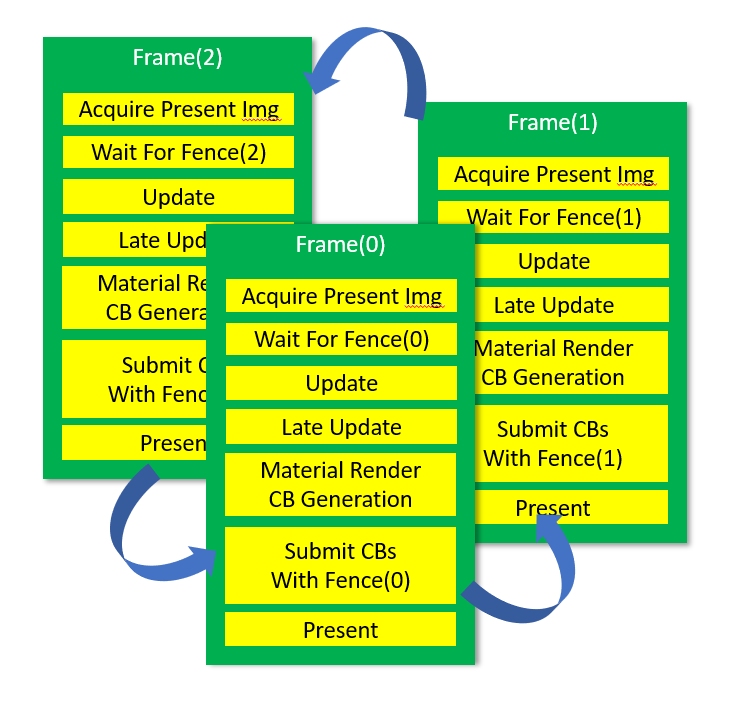 Frame(2)
Acquire Present Img
Wait For Fence(2)
Update
Late Upd
Material Re
CB Genera
Submit C
With Fenc
Presen
Frame(1)
Acquire Present Img
Wait For Fence(1)
Update
Late Update
Material Render
CB Generation
Submit CBs
With Fence(1)
Present
Frame(0)
Acquire Present Img
Wait For Fence(0)
Update
Late Update
Material Render
CB Generation
Submit CBs
With Fence(0)
Present